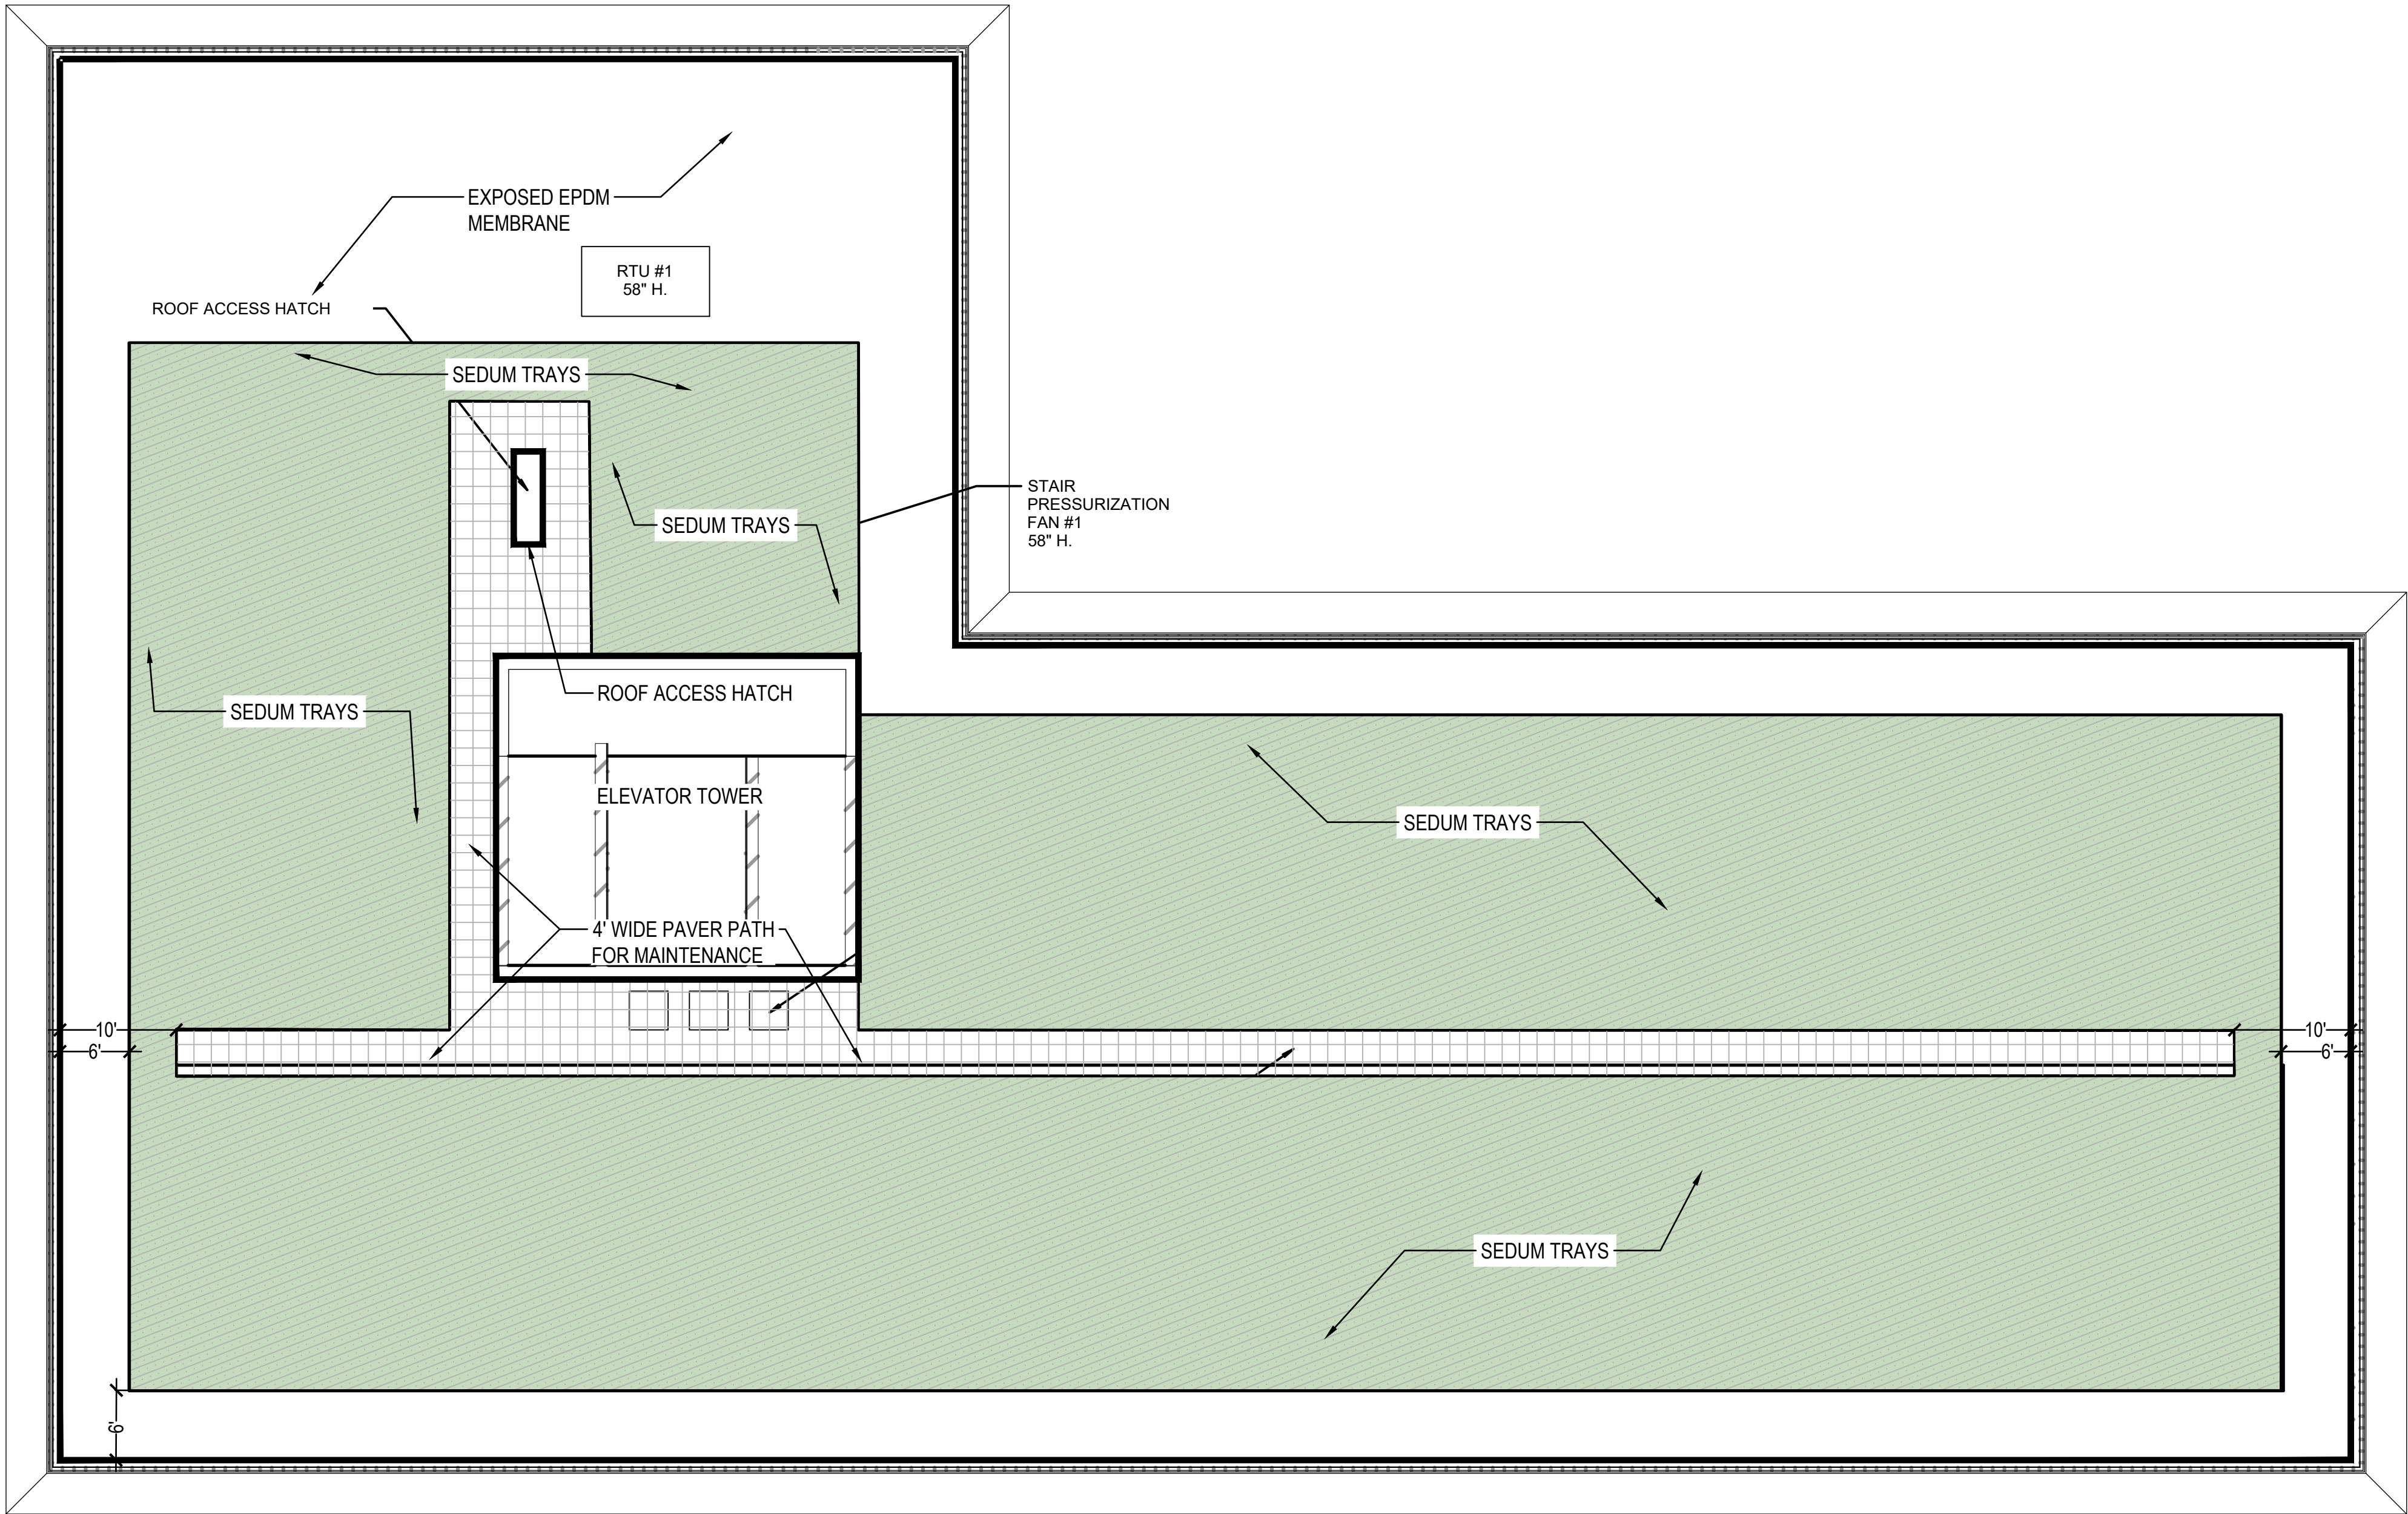 EXPOSED EPDM
MEMBRANE
RTU #1
58" H.
ROOF ACCESS HATCH
SEDUM TRAYS
STAIR
PRESSURIZATION
FAN #1
58" H.
SEDUM TRAYS
ROOF ACCESS HATCH
SEDUM TRAYS
ELEVATOR TOWER
SEDUM TRAYS
4' WIDE PAVER PATH
FOR MAINTENANCE
10'
10'
6'
6'
SEDUM TRAYS
6'